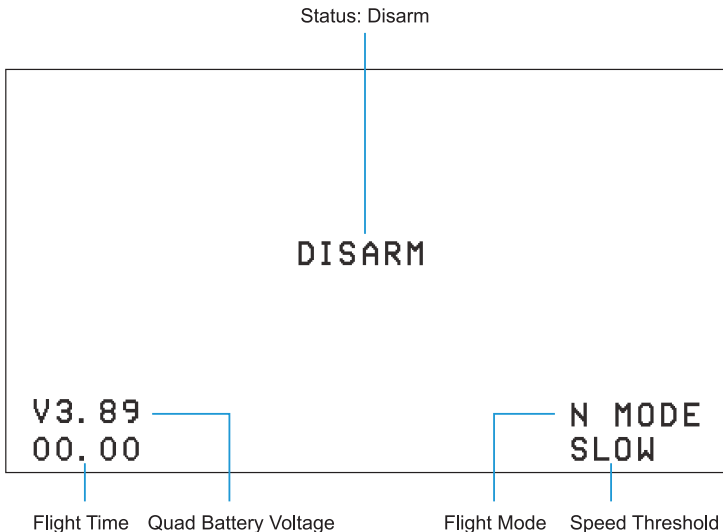 Status: Disarm
DISARM
V3.89
N MODE
00.00
SLOW
Flight Time
Quad Battery Voltage
Flight Mode
Speed Threshold